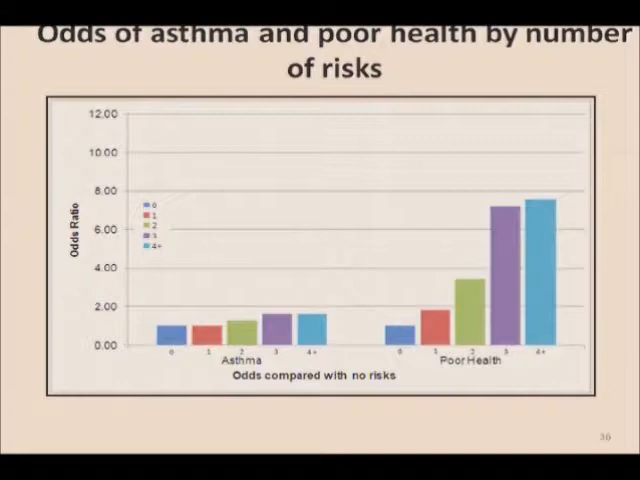 Odds of asthma and poor health by number
of risks
12.00
10.00
8.00
6.00
4.00
2.00
0.00
Odds Ratio
0
1
2
3
4+
0 1 2 3 4+
Asthma
0 1 2 3 4+
Poor Health
Odds compared with no risks
36